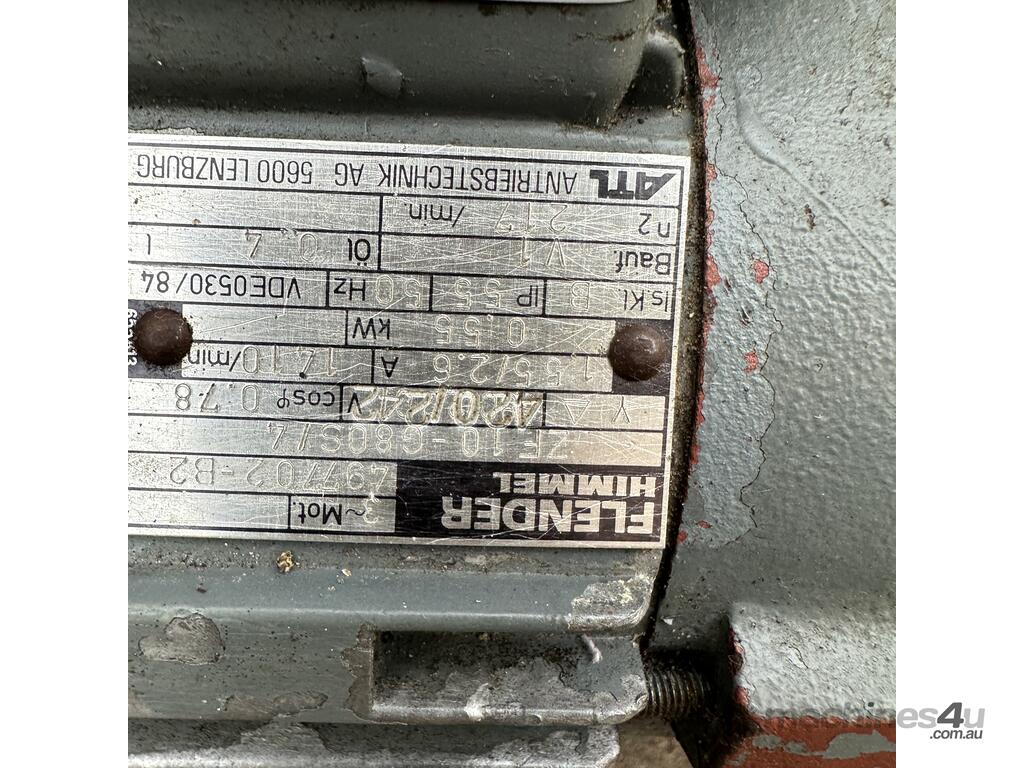 FLENDER 3 ~Mot.
HIMMEL 497702-B2
ZF10-G80S/4
Y/∆ 420/242 V cosφ 0.78
1.55/2.6 A 1410/min
0.55 kW
Is Kl. B IP 55 50 Hz VDE0530/84
Bauf. V1 Öl 0,4 L
n2 217 /min.
ATL ANTRIEBSTECHNIK AG 5600 LENZBURG
machines4u
.com.au